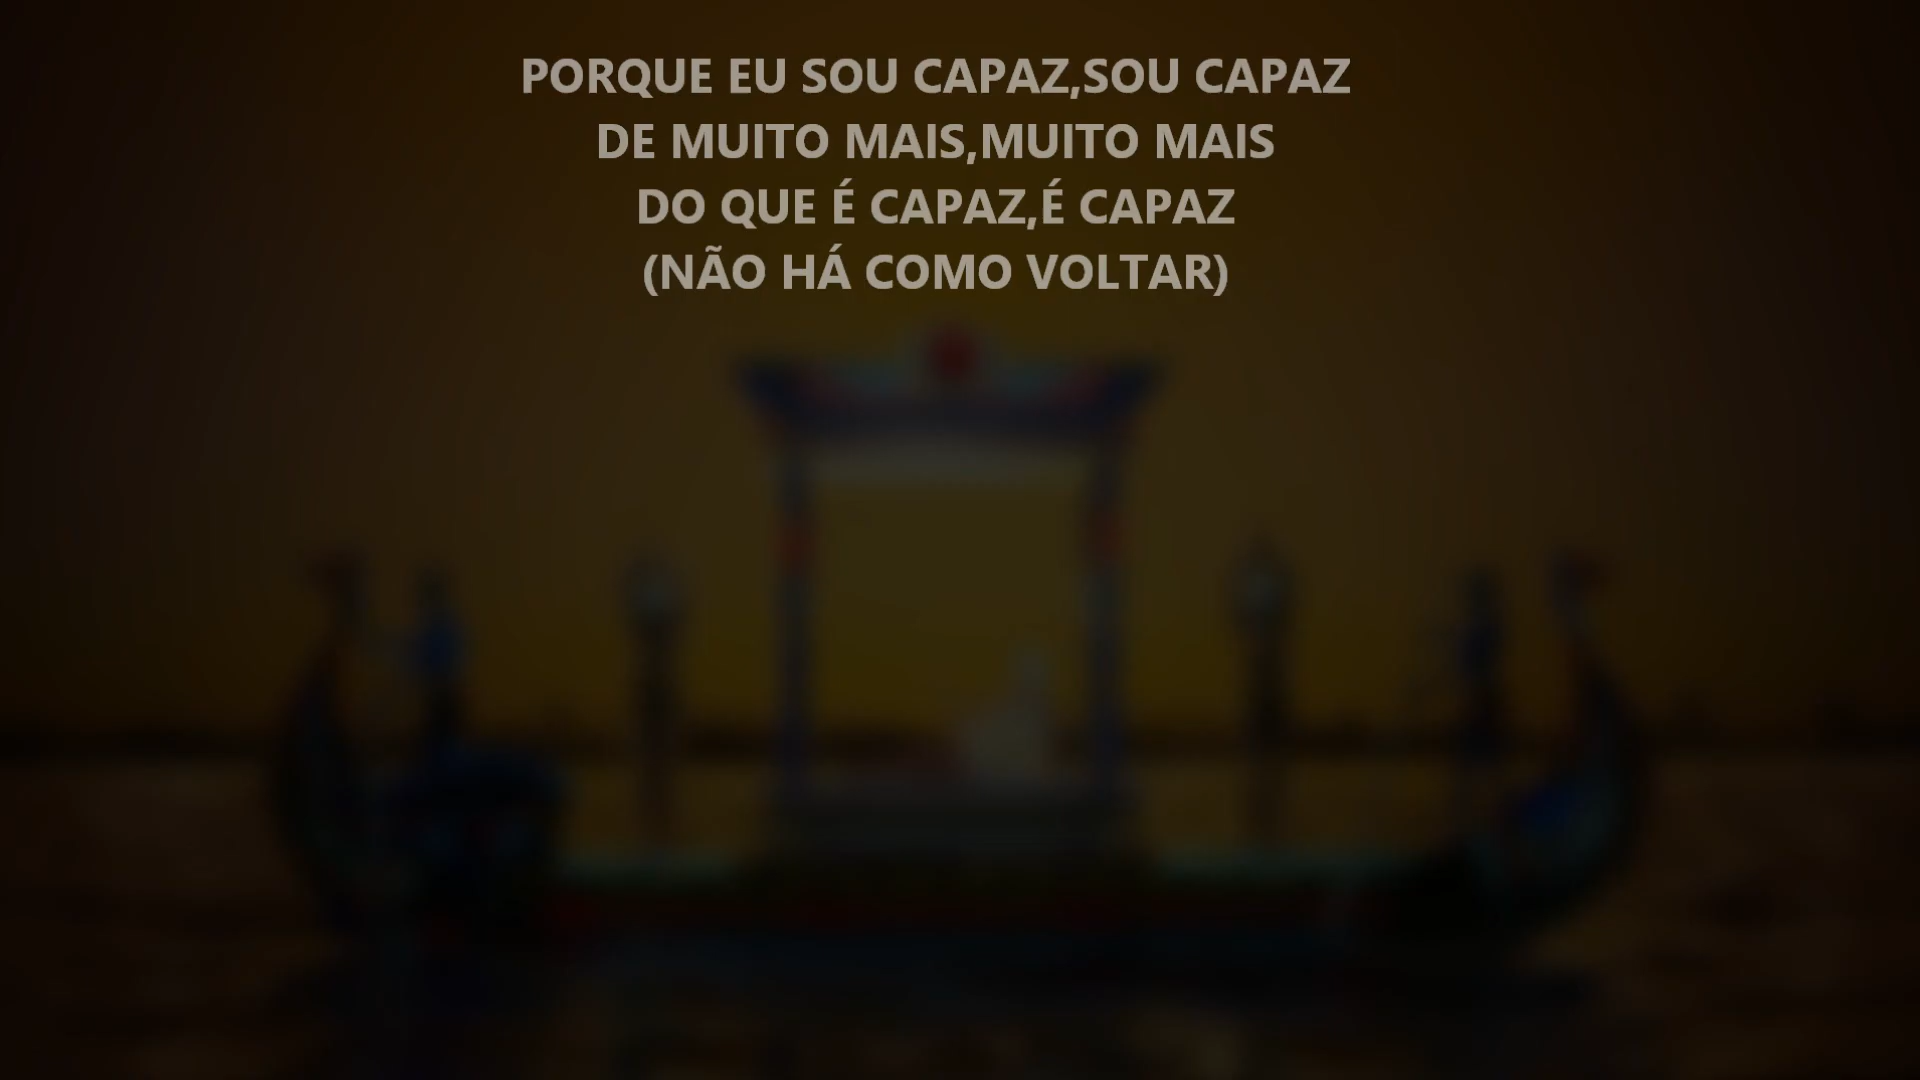 PORQUE EU SOU CAPAZ,SOU CAPAZ
DE MUITO MAIS,MUITO MAIS
DO QUE É CAPAZ,É CAPAZ
(NÃO HÁ COMO VOLTAR)